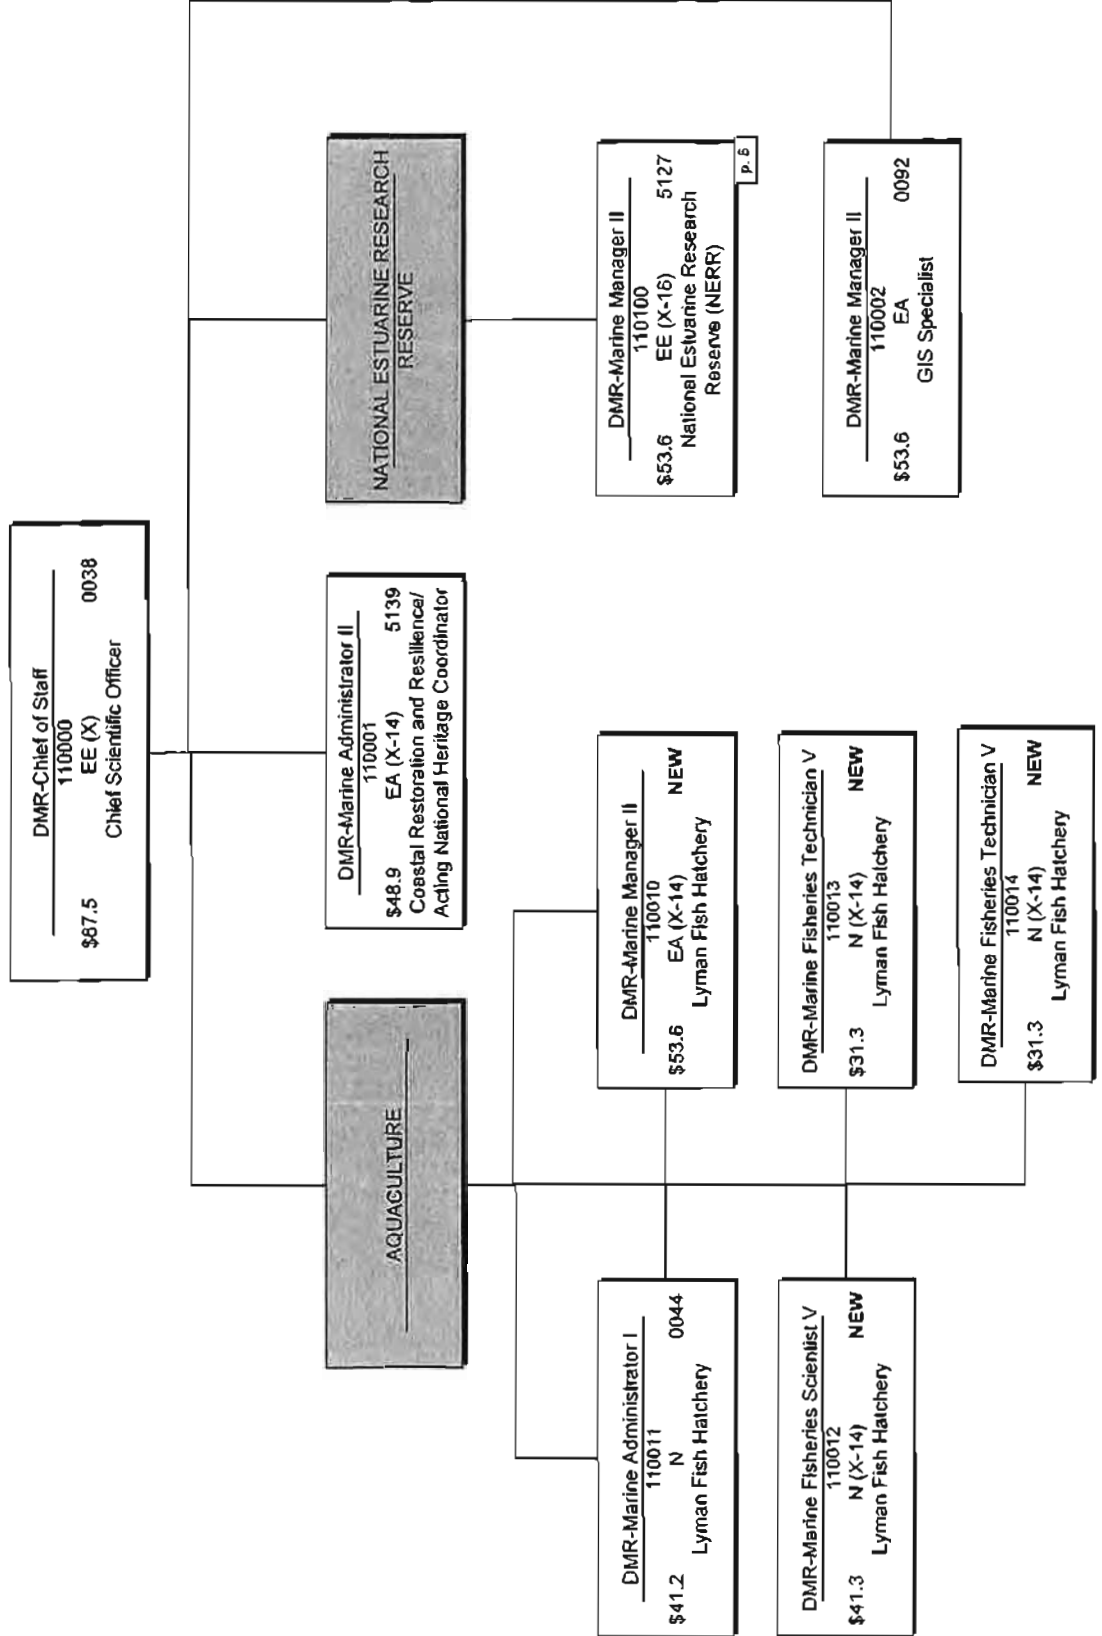 DMR-Chief of Staff
110000
$87.5 EE (X) 0038
Chief Scientific Officer
AQUACULTURE
DMR-Marine Administrator II
110001
$48.9 EA (X-14) 5139
Coastal Restoration and Resilience/
Acting National Heritage Coordinator
NATIONAL ESTUARINE RESEARCH
RESERVE
DMR-Marine Administrator I
110011
$41.2 N 0044
Lyman Fish Hatchery
DMR-Marine Manager II
110010
$53.6 EA (X-14) NEW
Lyman Fish Hatchery
DMR-Marine Manager II
110100
$53.6 EE (X-16) 5127
National Estuarine Research
Reserve (NERR)
DMR-Marine Fisheries Scientist V
110012
$41.3 N (X-14) NEW
Lyman Fish Hatchery
DMR-Marine Fisheries Technician V
110013
$31.3 N (X-14) NEW
Lyman Fish Hatchery
DMR-Marine Manager II
110002
$53.6 EA 0092
GIS Specialist
DMR-Marine Fisheries Technician V
110014
$31.3 N (X-14) NEW
Lyman Fish Hatchery